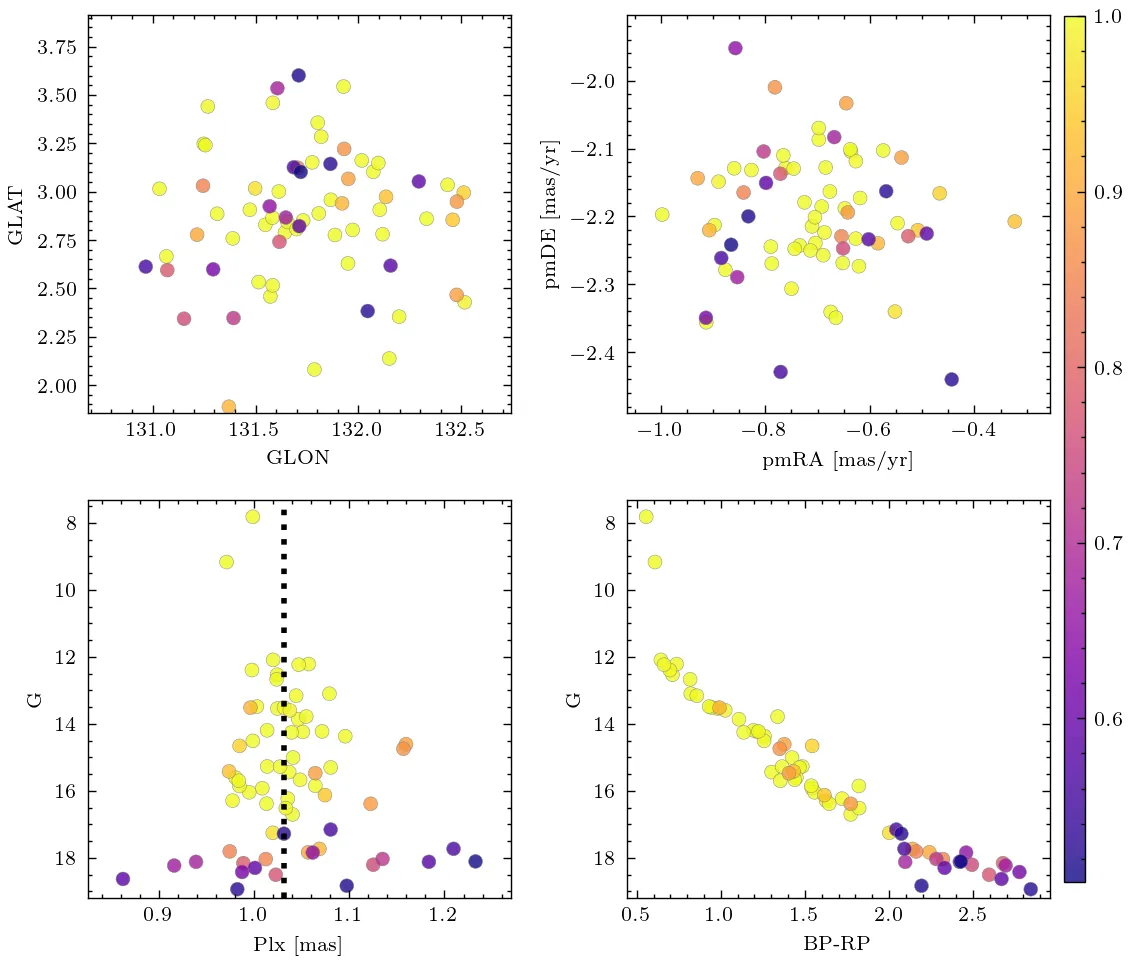 3.75
3.50
3.25
3.00
2.75
2.50
2.25
2.00
GLAT
131.0 131.5 132.0 132.5
GLON
−2.0
−2.1
−2.2
−2.3
−2.4
pmDE [mas/yr]
−1.0 −0.8 −0.6 −0.4
pmRA [mas/yr]
1.0
0.9
0.8
0.7
0.6
8
10
12
14
16
18
G
0.9 1.0 1.1 1.2
Plx [mas]
8
10
12
14
16
18
G
0.5 1.0 1.5 2.0 2.5
BP-RP